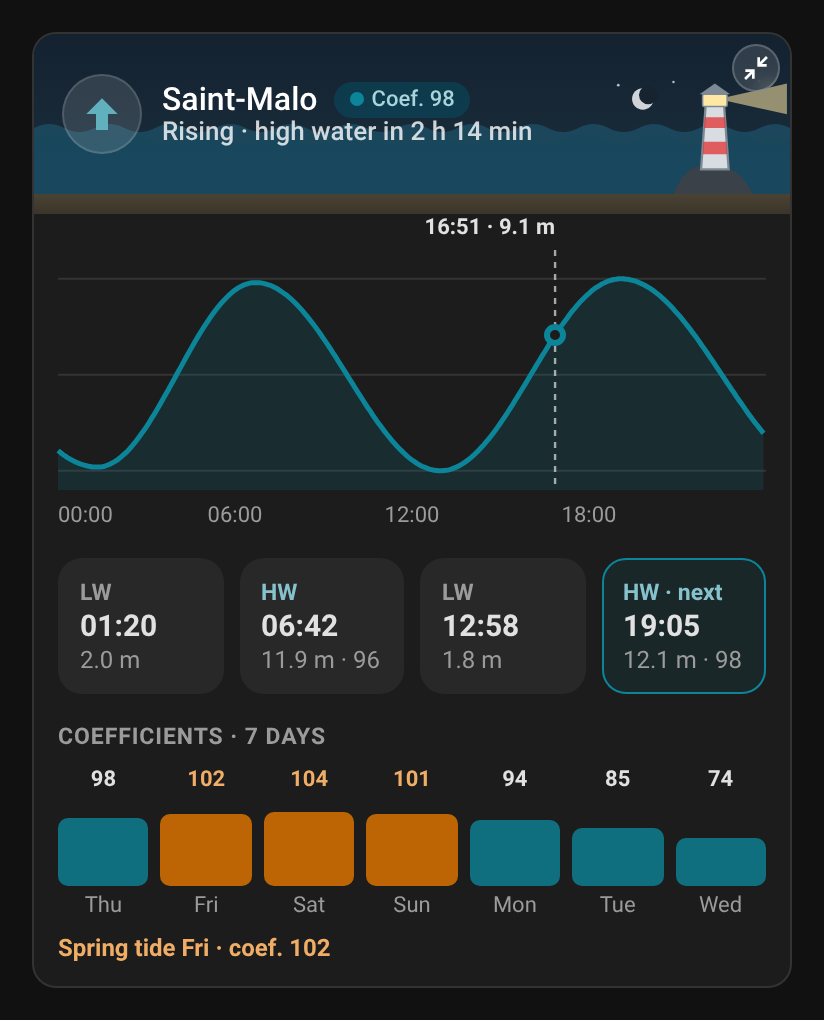 Saint-Malo
Coef. 98
Rising · high water in 2 h 14 min
16:51 · 9.1 m
00:00 06:00 12:00 18:00
LW HW LW HW · next
01:20 06:42 12:58 19:05
2.0 m 11.9 m · 96 1.8 m 12.1 m · 98
COEFFICIENTS · 7 DAYS
98 102 104 101 94 85 74
Thu Fri Sat Sun Mon Tue Wed
Spring tide Fri · coef. 102